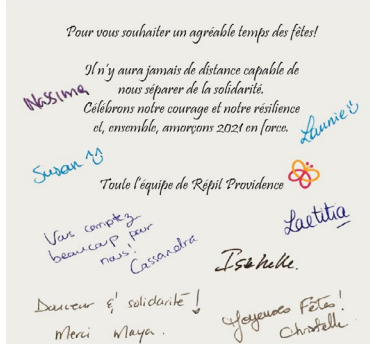 Pour vous souhaiter un agréable temps des fêtes!
Il n'y aura jamais de distance capable de
nous séparer de la solidarité.
Célébrons notre courage et notre résilience
et, ensemble, amorçons 2021 en force.
Nassima
Launie
Susan
Toute l'équipe de Répil Providence
Laetitia
Vous comptez
beaucoup pour
nous!
Cassandra
Isabelle.
Douceur & solidarité!
Merci Maya.
Joyeuses Fêtes!
Christelle